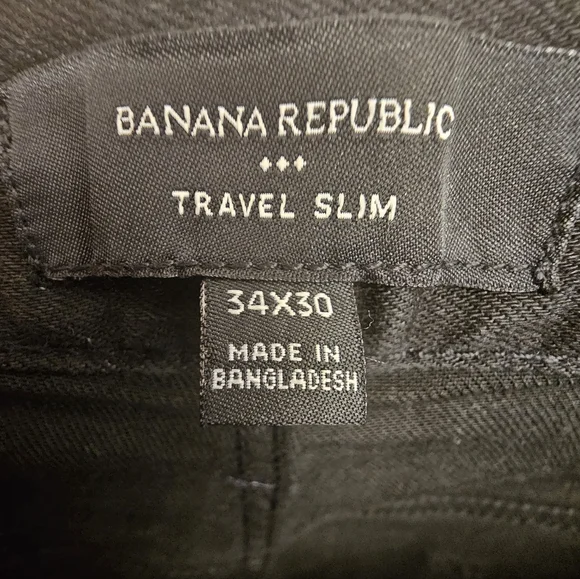 BANANA REPUBLIC
TRAVEL SLIM
34X30
MADE IN
BANGLADESH